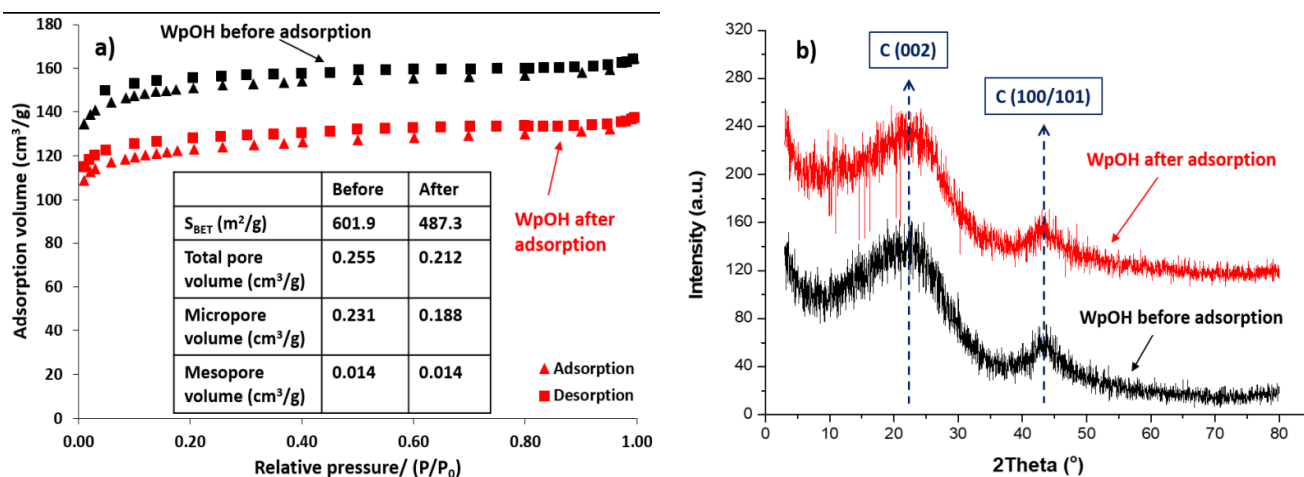 a)
WpOH before adsorption
Adsorption volume (cm³/g)
180
160
140
120
100
80
60
40
20
0
Before
After
S_BET (m²/g)
601.9
487.3
Total pore
volume (cm³/g)
0.255
0.212
Micropore
volume (cm³/g)
0.231
0.188
Mesopore
volume (cm³/g)
0.014
0.014
WpOH after
adsorption
Adsorption
Desorption
0.00
0.20
0.40
0.60
0.80
1.00
Relative pressure/ (P/P₀)
b)
C (002)
C (100/101)
WpOH after adsorption
WpOH before adsorption
Intensity (a.u.)
320
280
240
200
160
120
80
40
0
0
10
20
30
40
50
60
70
80
2Theta (°)